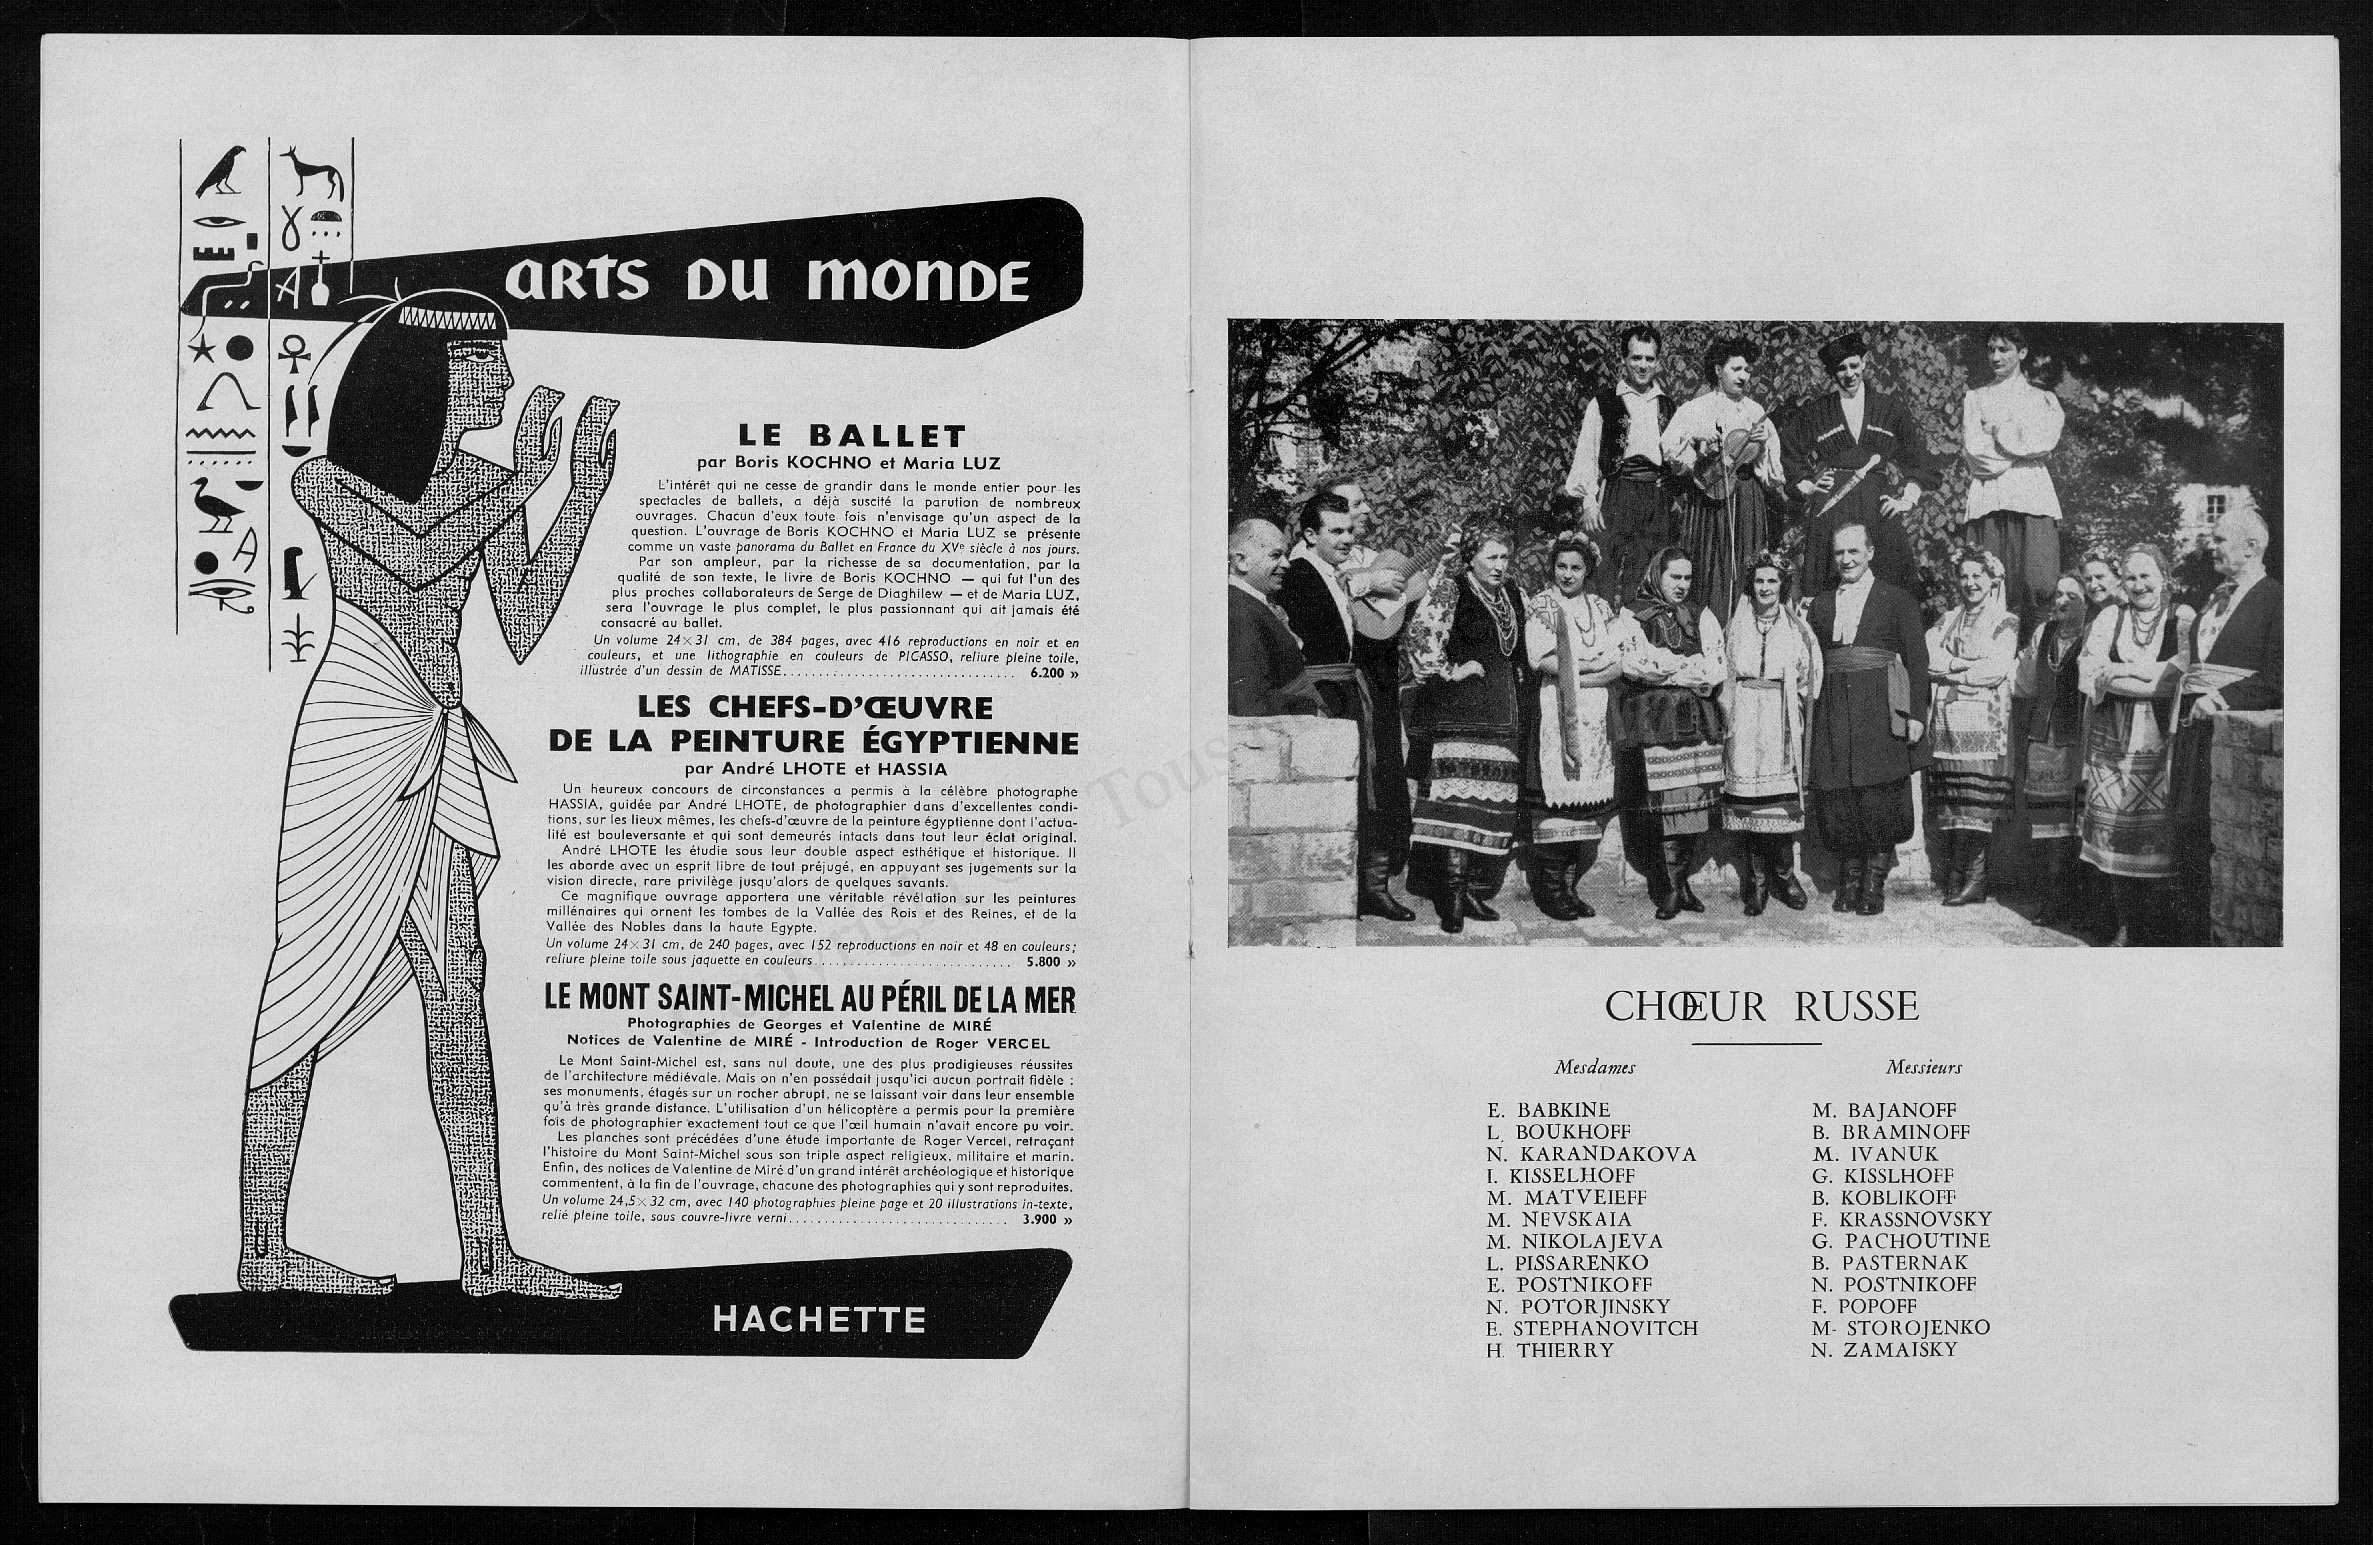 ARTS DU MONDE
LE BALLET
par Boris KOCHNO et Maria LUZ
L'intérêt qui ne cesse de grandir dans le monde entier pour les
spectacles de ballets, a déjà suscité la parution de nombreux
ouvrages. Chacun d'eux toute fois n'envisage qu'un aspect de la
question. L'ouvrage de Boris KOCHNO et Maria LUZ se présente
comme un vaste panorama du Ballet en France du XVe siècle à nos jours.
Par son ampleur, par la richesse de sa documentation, par la
qualité de son texte, le livre de Boris KOCHNO — qui fut l'un des
plus proches collaborateurs de Serge de Diaghilew — et de Maria LUZ,
sera l'ouvrage le plus complet, le plus passionnant qui ait jamais été
consacré au ballet.
Un volume 24×31 cm, de 384 pages, avec 416 reproductions en noir et en
couleurs, et une lithographie en couleurs de PICASSO, reliure pleine toile,
illustrée d'un dessin de MATISSE................................. 6.200 »
LES CHEFS-D'ŒUVRE
DE LA PEINTURE ÉGYPTIENNE
par André LHOTE et HASSIA
Un heureux concours de circonstances a permis à la célèbre photographe
HASSIA, guidée par André LHOTE, de photographier dans d'excellentes condi-
tions, sur les lieux mêmes, les chefs-d'œuvre de la peinture égyptienne dont l'actua-
lité est bouleversante et qui sont demeurés intacts dans tout leur éclat original.
André LHOTE les étudie sous leur double aspect esthétique et historique. Il
les aborde avec un esprit libre de tout préjugé, en appuyant ses jugements sur la
vision directe, rare privilège jusqu'alors de quelques savants.
Ce magnifique ouvrage apportera une véritable révélation sur les peintures
millénaires qui ornent les tombes de la Vallée des Rois et des Reines, et de la
Vallée des Nobles dans la haute Egypte.
Un volume 24×31 cm, de 240 pages, avec 152 reproductions en noir et 48 en couleurs;
reliure pleine toile sous jaquette en couleurs............................ 5.800 »
LE MONT SAINT-MICHEL AU PÉRIL DE LA MER
Photographies de Georges et Valentine de MIRÉ
Notices de Valentine de MIRÉ - Introduction de Roger VERCEL
Le Mont Saint-Michel est, sans nul doute, une des plus prodigieuses réussites
de l'architecture médiévale. Mais on n'en possédait jusqu'ici aucun portrait fidèle :
ses monuments, étagés sur un rocher abrupt, ne se laissant voir dans leur ensemble
qu'à très grande distance. L'utilisation d'un hélicoptère a permis pour la première
fois de photographier exactement tout ce que l'œil humain n'avait encore pu voir.
Les planches sont précédées d'une étude importante de Roger Vercel, retraçant
l'histoire du Mont Saint-Michel sous son triple aspect religieux, militaire et marin.
Enfin, des notices de Valentine de Miré d'un grand intérêt archéologique et historique
commentent, à la fin de l'ouvrage, chacune des photographies qui y sont reproduites.
Un volume 24,5×32 cm, avec 140 photographies pleine page et 20 illustrations in-texte,
relié pleine toile, sous couvre-livre verni............................... 3.900 »
HACHETTE
CHŒUR RUSSE
Mesdames
E. BABKINE
L. BOUKHOFF
N. KARANDAKOVA
I. KISSELHOFF
M. MATVEIEFF
M. NEVSKAIA
M. NIKOLAJEVA
L. PISSARENKO
E. POSTNIKOFF
N. POTORJINSKY
E. STEPHANOVITCH
H. THIERRY
Messieurs
M. BAJANOFF
B. BRAMINOFF
M. IVANUK
G. KISSLHOFF
B. KOBLIKOFF
F. KRASSNOVSKY
G. PACHOUTINE
B. PASTERNAK
N. POSTNIKOFF
F. POPOFF
M- STOROJENKO
N. ZAMAISKY